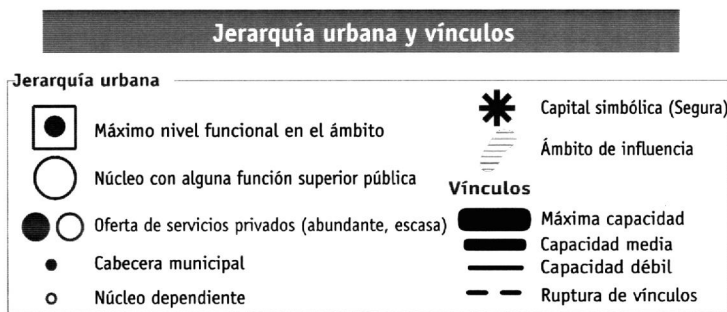 Jerarquía urbana y vínculos
Jerarquía urbana
Máximo nivel funcional en el ámbito
Núcleo con alguna función superior pública
Oferta de servicios privados (abundante, escasa)
Cabecera municipal
Núcleo dependiente
Capital simbólica (Segura)
Ámbito de influencia
Vínculos
Máxima capacidad
Capacidad media
Capacidad débil
Ruptura de vínculos